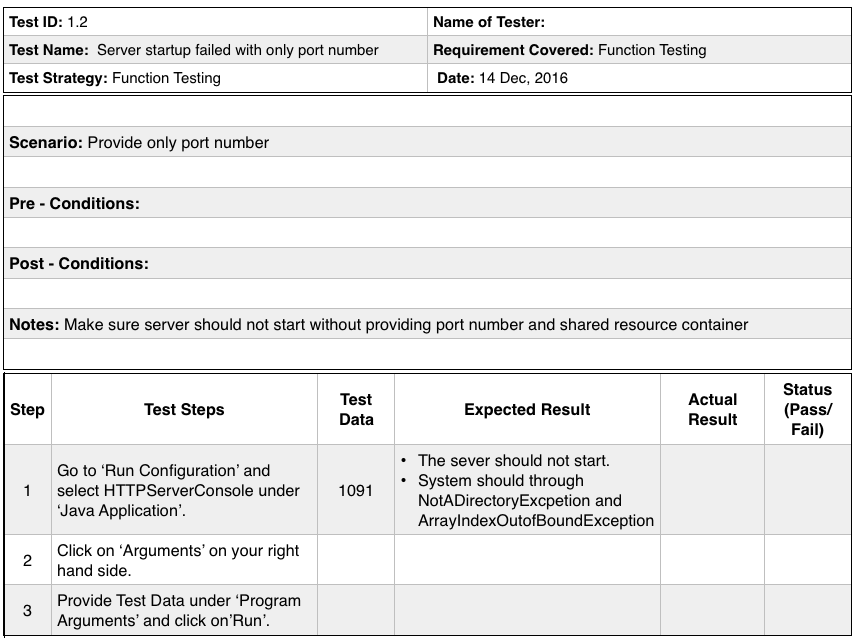 Test ID: 1.2
Name of Tester:
Test Name: Server startup failed with only port number
Requirement Covered: Function Testing
Test Strategy: Function Testing
Date: 14 Dec, 2016
Scenario: Provide only port number
Pre - Conditions:
Post - Conditions:
Notes: Make sure server should not start without providing port number and shared resource container
Step
Test Steps
Test
Data
Expected Result
Actual
Result
Status
(Pass/
Fail)
1
Go to ‘Run Configuration’ and
select HTTPServerConsole under
‘Java Application’.
1091
• The sever should not start.
• System should through
NotADirectoryExcpetion and
ArrayIndexOutofBoundException
2
Click on ‘Arguments’ on your right
hand side.
3
Provide Test Data under ‘Program
Arguments’ and click on’Run’.